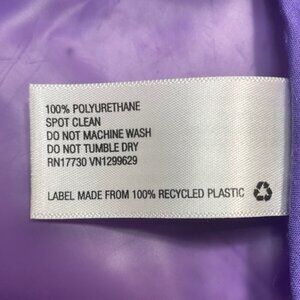 100% POLYURETHANE
SPOT CLEAN
DO NOT MACHINE WASH
DO NOT TUMBLE DRY
RN17730 VN1299629
LABEL MADE FROM 100% RECYCLED PLASTIC